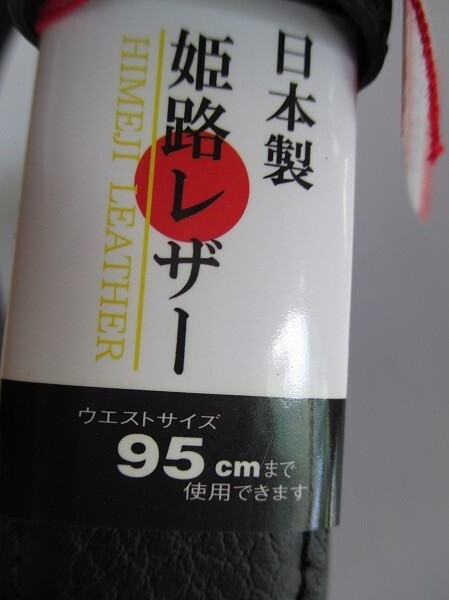 日本製
姫路レザー
HIMEJI LEATHER
ウエストサイズ
95cmまで
使用できます